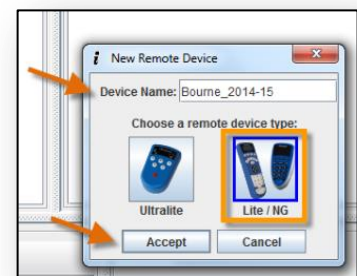 i New Remote Device
Device Name: Bourne_2014-15
Choose a remote device type:
Ultralite Lite / NG
Accept Cancel